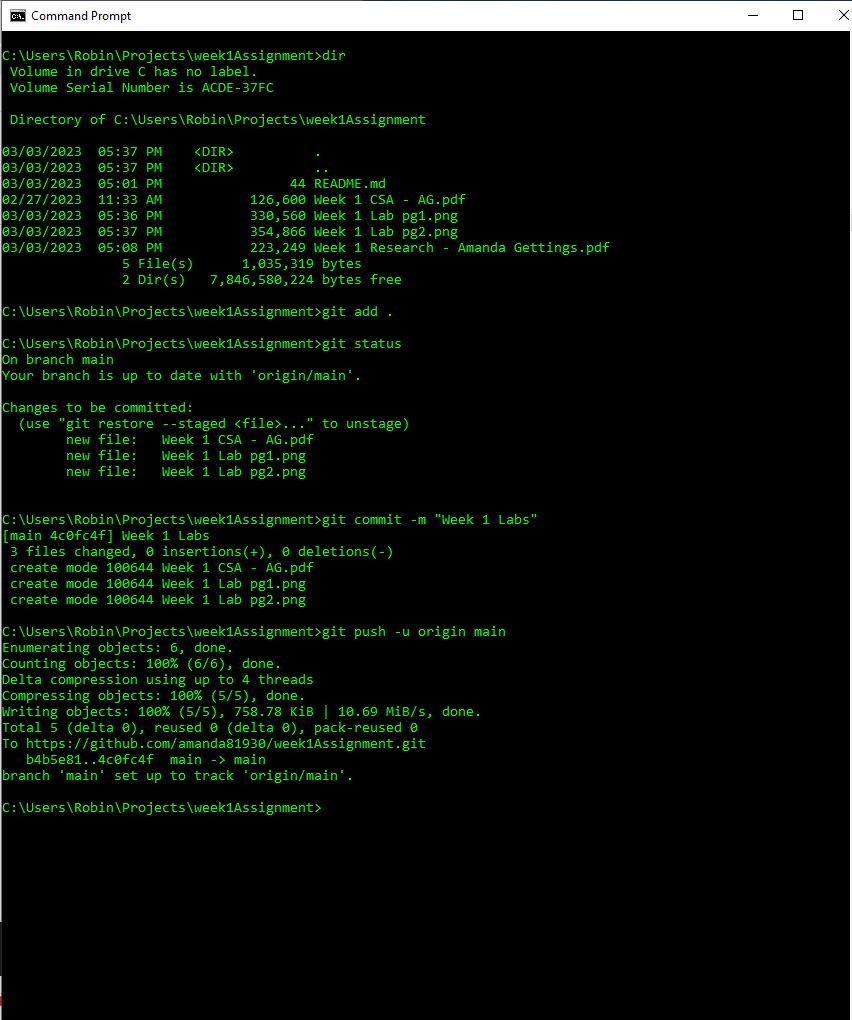 Command Prompt
C:\Users\Robin\Projects\week1Assignment>dir
 Volume in drive C has no label.
 Volume Serial Number is ACDE-37FC

 Directory of C:\Users\Robin\Projects\week1Assignment

03/03/2023  05:37 PM    <DIR>          .
03/03/2023  05:37 PM    <DIR>          ..
03/03/2023  05:01 PM                44 README.md
02/27/2023  11:33 AM           126,600 Week 1 CSA - AG.pdf
03/03/2023  05:36 PM           330,560 Week 1 Lab pg1.png
03/03/2023  05:37 PM           354,866 Week 1 Lab pg2.png
03/03/2023  05:08 PM           223,249 Week 1 Research - Amanda Gettings.pdf
               5 File(s)      1,035,319 bytes
               2 Dir(s)   7,846,580,224 bytes free

C:\Users\Robin\Projects\week1Assignment>git add .

C:\Users\Robin\Projects\week1Assignment>git status
On branch main
Your branch is up to date with 'origin/main'.

Changes to be committed:
  (use "git restore --staged <file>..." to unstage)
        new file:   Week 1 CSA - AG.pdf
        new file:   Week 1 Lab pg1.png
        new file:   Week 1 Lab pg2.png

C:\Users\Robin\Projects\week1Assignment>git commit -m "Week 1 Labs"
[main 4c0fc4f] Week 1 Labs
 3 files changed, 0 insertions(+), 0 deletions(-)
 create mode 100644 Week 1 CSA - AG.pdf
 create mode 100644 Week 1 Lab pg1.png
 create mode 100644 Week 1 Lab pg2.png

C:\Users\Robin\Projects\week1Assignment>git push -u origin main
Enumerating objects: 6, done.
Counting objects: 100% (6/6), done.
Delta compression using up to 4 threads
Compressing objects: 100% (5/5), done.
Writing objects: 100% (5/5), 758.78 KiB | 10.69 MiB/s, done.
Total 5 (delta 0), reused 0 (delta 0), pack-reused 0
To https://github.com/amanda81930/week1Assignment.git
   b4b5e81..4c0fc4f  main -> main
branch 'main' set up to track 'origin/main'.

C:\Users\Robin\Projects\week1Assignment>